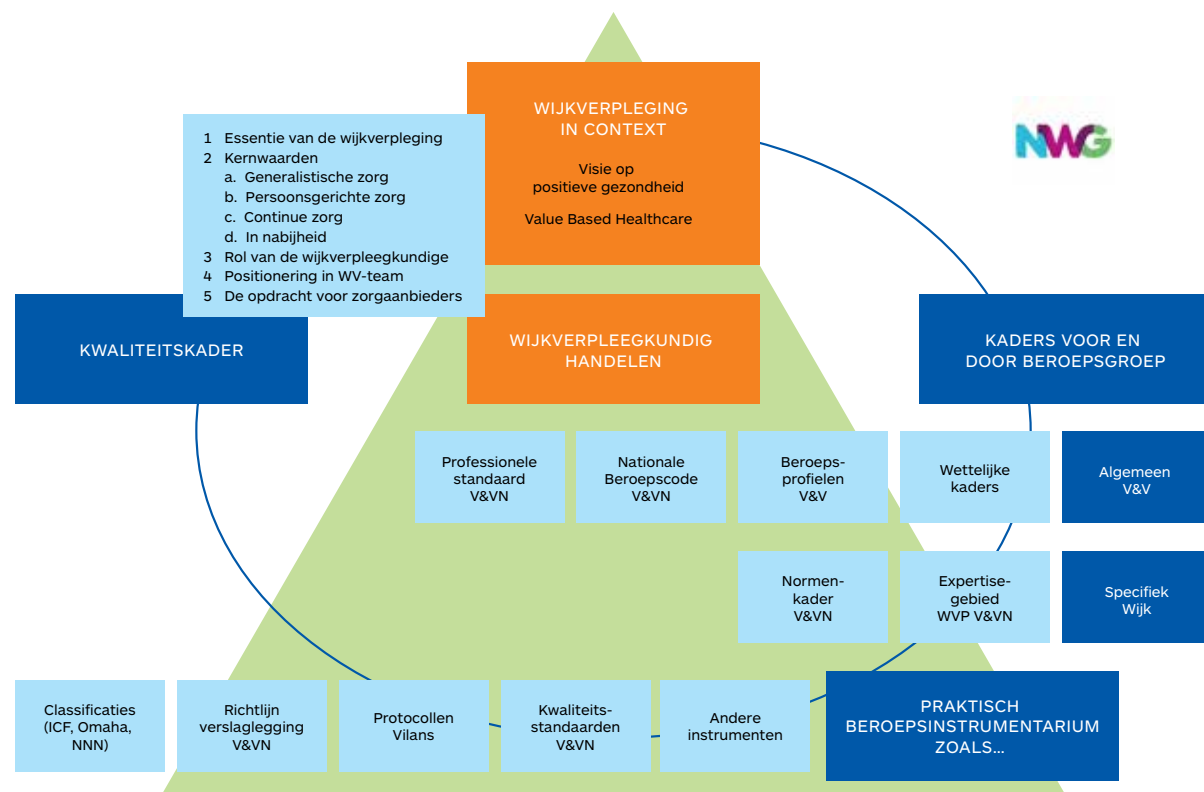 WIJKVERPLEGING
IN CONTEXT
Visie op
positieve gezondheid
Value Based Healthcare
NWG
1 Essentie van de wijkverpleging
2 Kernwaarden
a. Generalistische zorg
b. Persoonsgerichte zorg
c. Continue zorg
d. In nabijheid
3 Rol van de wijkverpleegkundige
4 Positionering in WV-team
5 De opdracht voor zorgaanbieders
KWALITEITSKADER
WIJKVERPLEEGKUNDIG
HANDELEN
KADERS VOOR EN
DOOR BEROEPSGROEP
Professionele
standaard
V&VN
Nationale
Beroepscode
V&VN
Beroeps-
profielen
V&V
Wettelijke
kaders
Algemeen
V&V
Normen-
kader
V&VN
Expertise-
gebied
WVP V&VN
Specifiek
Wijk
Classificaties
(ICF, Omaha,
NNN)
Richtlijn
verslaglegging
V&VN
Protocollen
Vilans
Kwaliteits-
standaarden
V&VN
Andere
instrumenten
PRAKTISCH
BEROEPSINSTRUMENTARIUM
ZOALS...